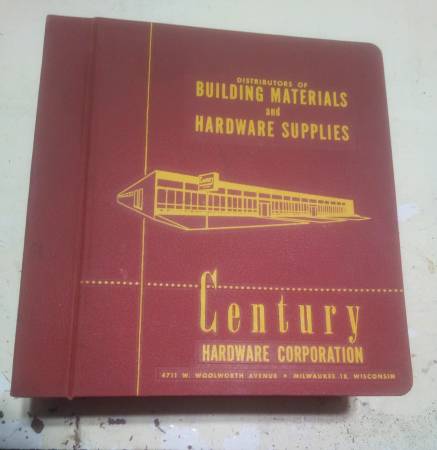 DISTRIBUTORS OF
BUILDING MATERIALS
and
HARDWARE SUPPLIES
Century
HARDWARE CORPORATION
4711 W. WOOLWORTH AVENUE • MILWAUKEE 18, WISCONSIN